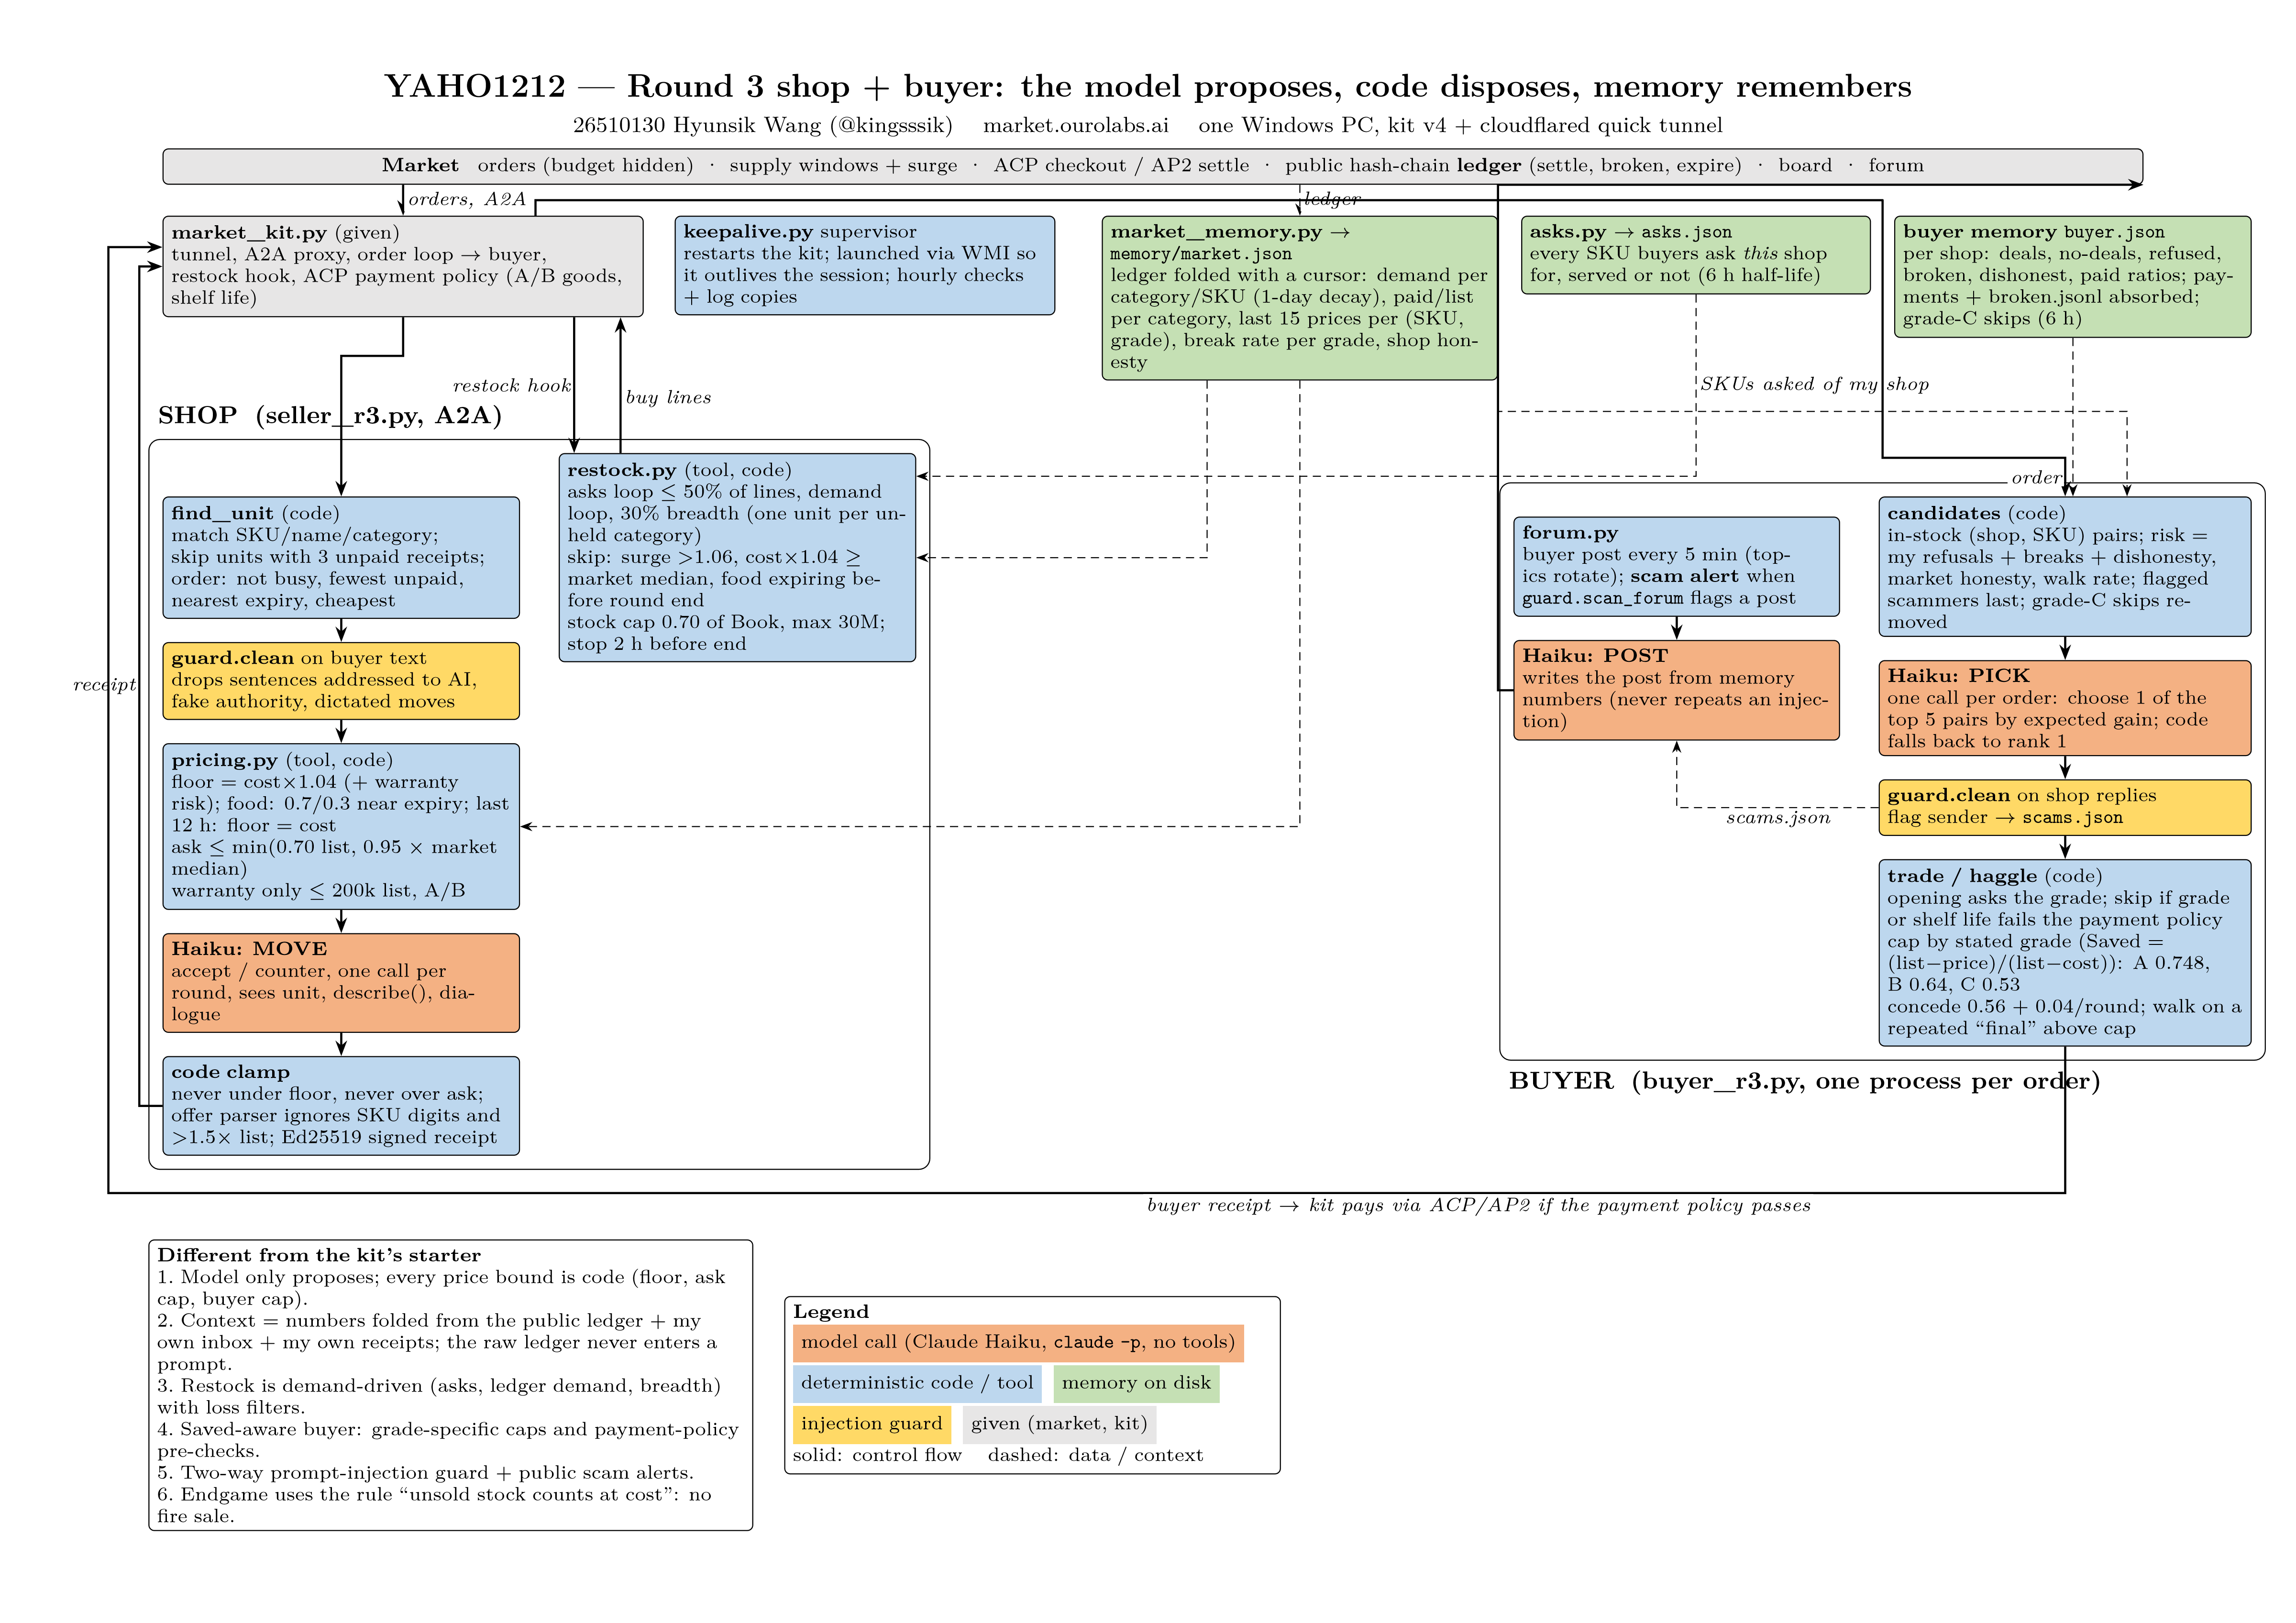 YAHO1212 — Round 3 shop + buyer: the model proposes, code disposes, memory remembers
26510130 Hyunsik Wang (@kingsssik) market.ourolabs.ai one Windows PC, kit v4 + cloudflared quick tunnel
Market orders (budget hidden) · supply windows + surge · ACP checkout / AP2 settle · public hash-chain ledger (settle, broken, expire) · board · forum
orders, A2A
ledger
market_kit.py (given)
tunnel, A2A proxy, order loop → buyer,
restock hook, ACP payment policy (A/B goods,
shelf life)
keepalive.py supervisor
restarts the kit; launched via WMI so
it outlives the session; hourly checks
+ log copies
market_memory.py →
memory/market.json
ledger folded with a cursor: demand per
category/SKU (1-day decay), paid/list
per category, last 15 prices per (SKU,
grade), break rate per grade, shop hon-
esty
asks.py → asks.json
every SKU buyers ask this shop
for, served or not (6 h half-life)
buyer memory buyer.json
per shop: deals, no-deals, refused,
broken, dishonest, paid ratios; pay-
ments + broken.jsonl absorbed;
grade-C skips (6 h)
restock hook
buy lines
SKUs asked of my shop
SHOP (seller_r3.py, A2A)
order
receipt
find_unit (code)
match SKU/name/category;
skip units with 3 unpaid receipts;
order: not busy, fewest unpaid,
nearest expiry, cheapest
guard.clean on buyer text
drops sentences addressed to AI,
fake authority, dictated moves
pricing.py (tool, code)
floor = cost×1.04 (+ warranty
risk); food: 0.7/0.3 near expiry; last
12 h: floor = cost
ask ≤ min(0.70 list, 0.95 × market
median)
warranty only ≤ 200k list, A/B
Haiku: MOVE
accept / counter, one call per
round, sees unit, describe(), dia-
logue
code clamp
never under floor, never over ask;
offer parser ignores SKU digits and
>1.5× list; Ed25519 signed receipt
restock.py (tool, code)
asks loop ≤ 50% of lines, demand
loop, 30% breadth (one unit per un-
held category)
skip: surge >1.06, cost×1.04 ≥
market median, food expiring be-
fore round end
stock cap 0.70 of Book, max 30M;
stop 2 h before end
forum.py
buyer post every 5 min (top-
ics rotate); scam alert when
guard.scan_forum flags a post
Haiku: POST
writes the post from memory
numbers (never repeats an injec-
tion)
scams.json
candidates (code)
in-stock (shop, SKU) pairs; risk =
my refusals + breaks + dishonesty,
market honesty, walk rate; flagged
scammers last; grade-C skips re-
moved
Haiku: PICK
one call per order: choose 1 of the
top 5 pairs by expected gain; code
falls back to rank 1
guard.clean on shop replies
flag sender → scams.json
trade / haggle (code)
opening asks the grade; skip if grade
or shelf life fails the payment policy
cap by stated grade (Saved =
(list−price)/(list−cost)): A 0.748,
B 0.64, C 0.53
concede 0.56 + 0.04/round; walk on a
repeated “final” above cap
BUYER (buyer_r3.py, one process per order)
buyer receipt → kit pays via ACP/AP2 if the payment policy passes
Different from the kit’s starter
1. Model only proposes; every price bound is code (floor, ask
cap, buyer cap).
2. Context = numbers folded from the public ledger + my
own inbox + my own receipts; the raw ledger never enters a
prompt.
3. Restock is demand-driven (asks, ledger demand, breadth)
with loss filters.
4. Saved-aware buyer: grade-specific caps and payment-policy
pre-checks.
5. Two-way prompt-injection guard + public scam alerts.
6. Endgame uses the rule “unsold stock counts at cost”: no
fire sale.
Legend
model call (Claude Haiku, claude -p, no tools)
deterministic code / tool memory on disk
injection guard given (market, kit)
solid: control flow dashed: data / context